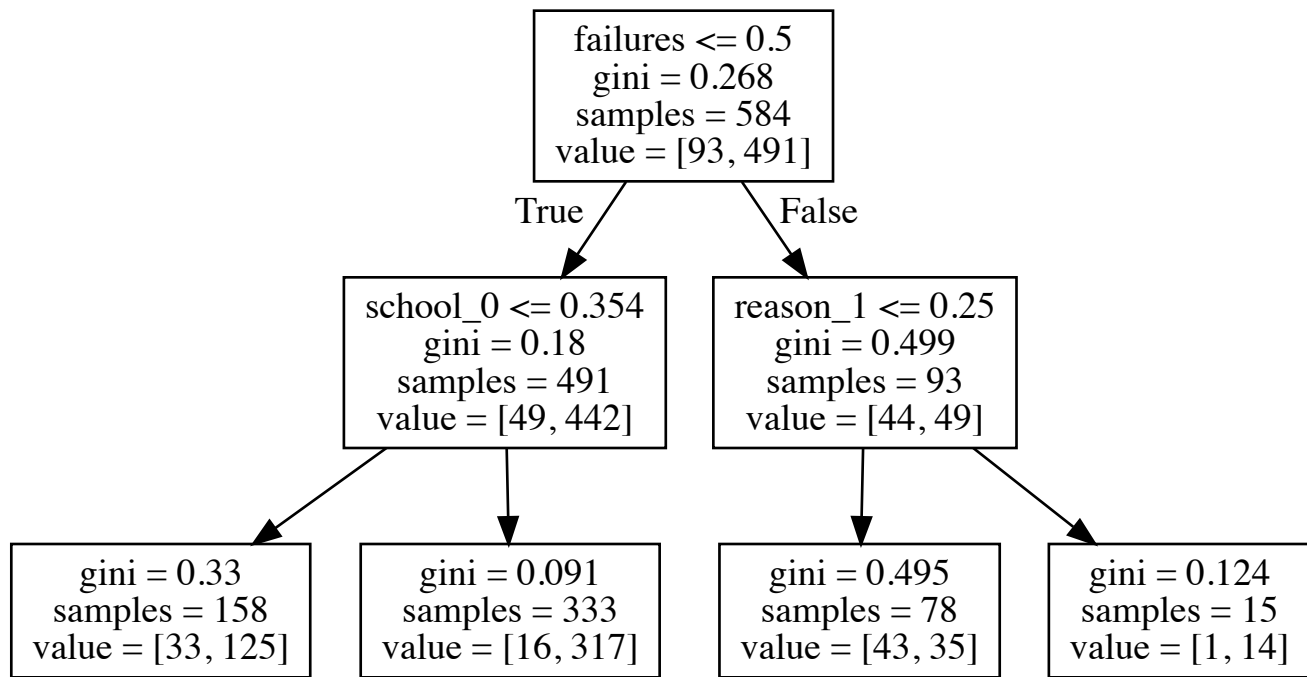 failures <= 0.5
gini = 0.268
samples = 584
value = [93, 491]
True
False
school_0 <= 0.354
gini = 0.18
samples = 491
value = [49, 442]
reason_1 <= 0.25
gini = 0.499
samples = 93
value = [44, 49]
gini = 0.33
samples = 158
value = [33, 125]
gini = 0.091
samples = 333
value = [16, 317]
gini = 0.495
samples = 78
value = [43, 35]
gini = 0.124
samples = 15
value = [1, 14]